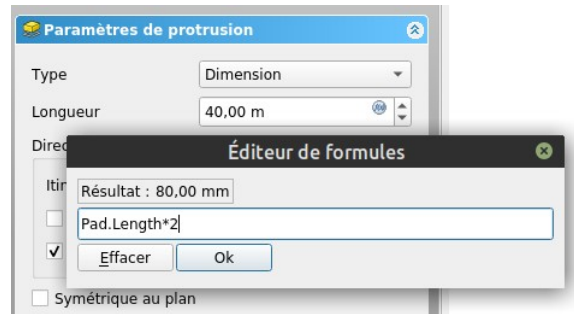 Paramètres de protrusion
Type
Dimension
Longueur
40,00 m
Direc
Éditeur de formules
Itin
Résultat : 80,00 mm
Pad.Length*2
Effacer
Ok
Symétrique au plan